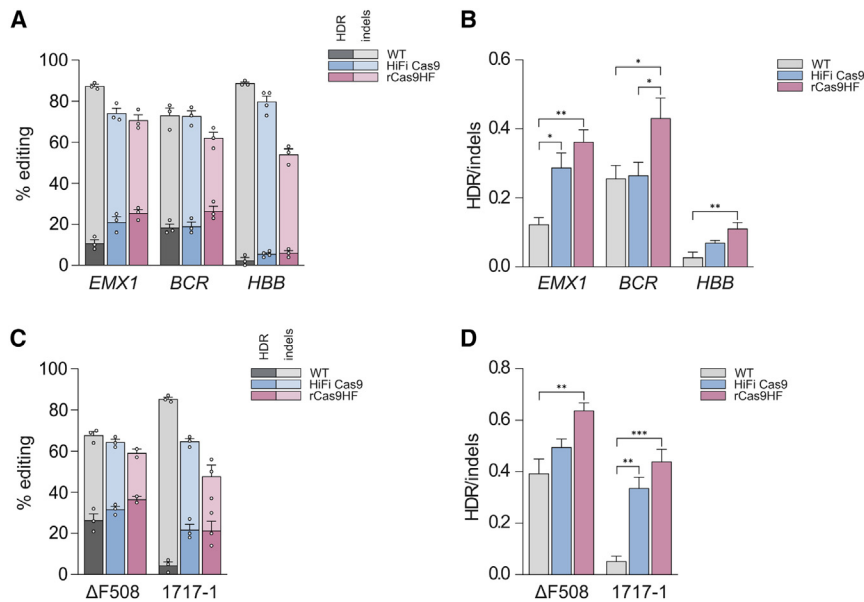 A
HDR
indels
WT
HiFi Cas9
rCas9HF
% editing
100
80
60
40
20
0
EMX1
BCR
HBB
B
WT
HiFi Cas9
rCas9HF
HDR/indels
0.6
0.4
0.2
0.0
*
**
*
*
**
EMX1
BCR
HBB
C
HDR
indels
WT
HiFi Cas9
rCas9HF
% editing
100
80
60
40
20
0
ΔF508
1717-1
D
WT
HiFi Cas9
rCas9HF
HDR/indels
0.8
0.6
0.4
0.2
0.0
**
***
**
ΔF508
1717-1